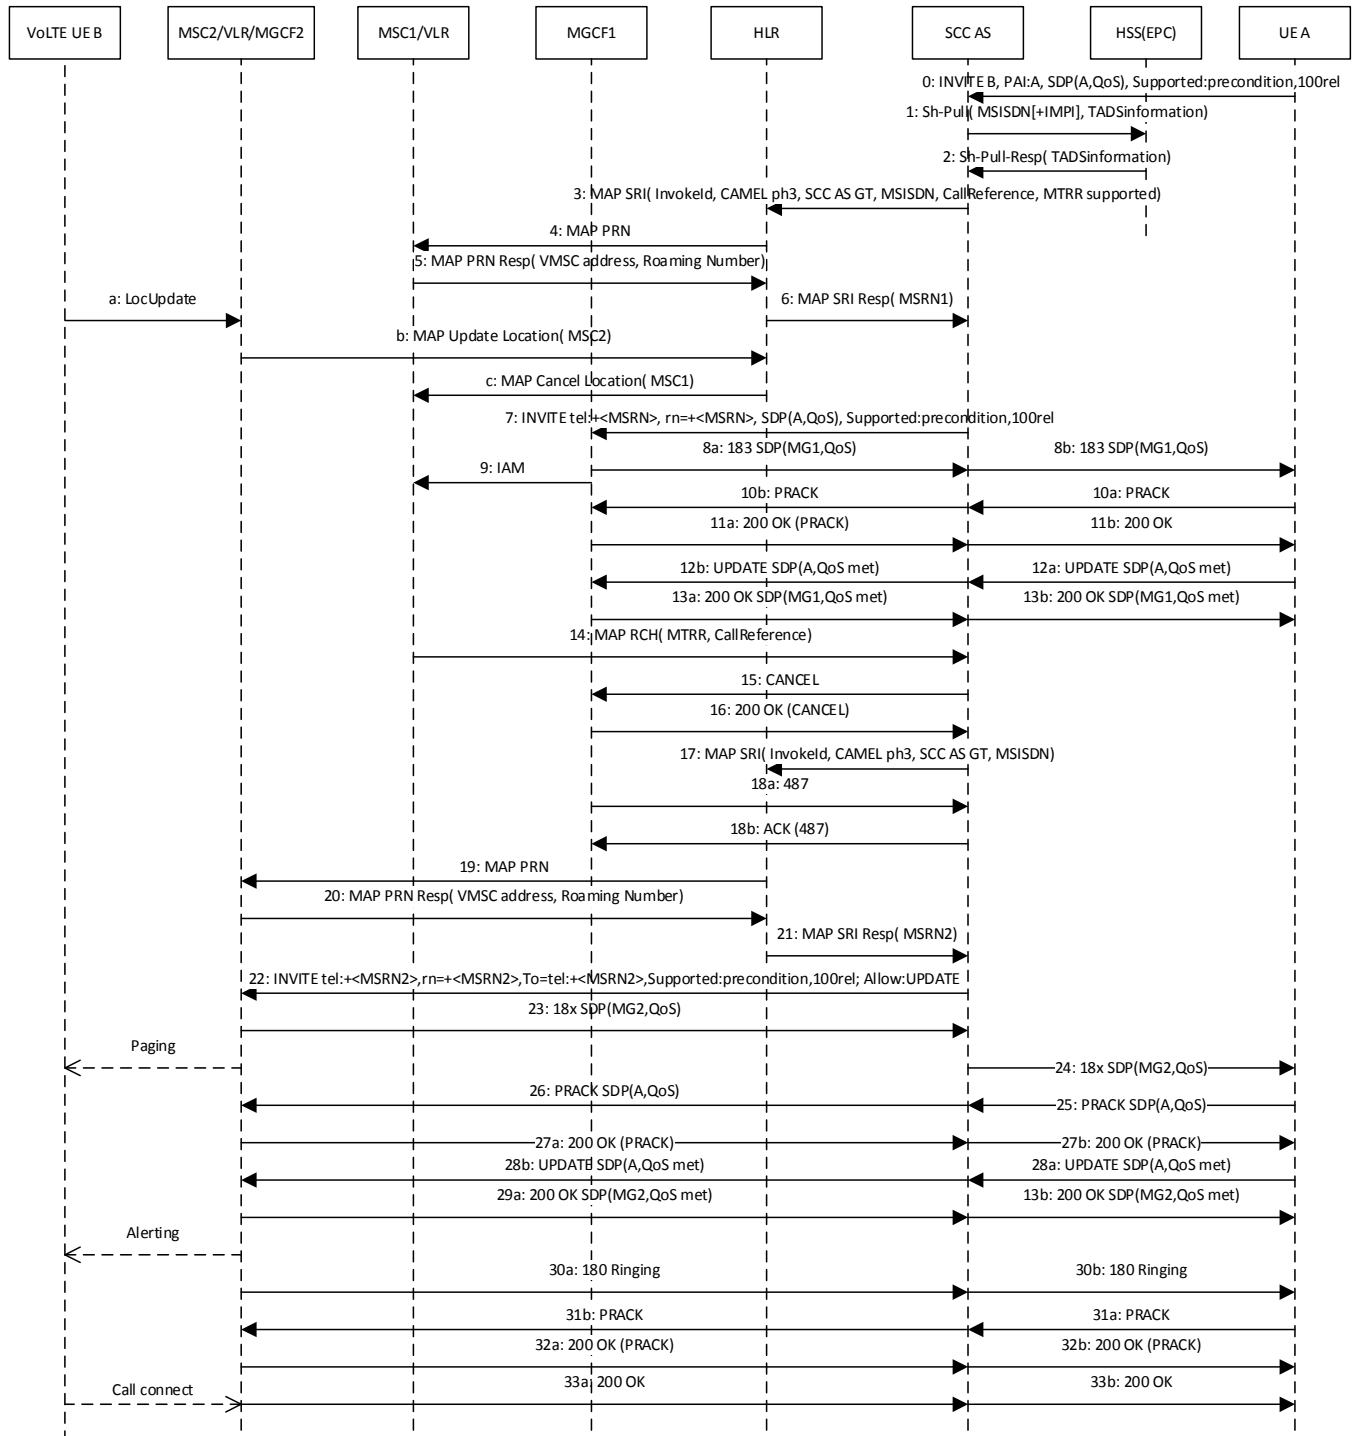 VoLTE UE B
MSC2/VLR/MGCF2
MSC1/VLR
MGCF1
HLR
SCC AS
HSS(EPC)
UE A
0: INVITE B, PAI:A, SDP(A,QoS), Supported:precondition,100rel
1: Sh-Pull( MSISDN[+IMPI], TADSinformation)
2: Sh-Pull-Resp( TADSinformation)
3: MAP SRI( InvokeId, CAMEL ph3, SCC AS GT, MSISDN, CallReference, MTRR supported)
4: MAP PRN
5: MAP PRN Resp( VMSC address, Roaming Number)
a: LocUpdate
6: MAP SRI Resp( MSRN1)
b: MAP Update Location( MSC2)
c: MAP Cancel Location( MSC1)
7: INVITE tel:+<MSRN>, rn=+<MSRN>, SDP(A,QoS), Supported:precondition,100rel
8a: 183 SDP(MG1,QoS)
8b: 183 SDP(MG1,QoS)
9: IAM
10b: PRACK
10a: PRACK
11a: 200 OK (PRACK)
11b: 200 OK
12b: UPDATE SDP(A,QoS met)
12a: UPDATE SDP(A,QoS met)
13a: 200 OK SDP(MG1,QoS met)
13b: 200 OK SDP(MG1,QoS met)
14: MAP RCH( MTRR, CallReference)
15: CANCEL
16: 200 OK (CANCEL)
17: MAP SRI( InvokeId, CAMEL ph3, SCC AS GT, MSISDN)
18a: 487
18b: ACK (487)
19: MAP PRN
20: MAP PRN Resp( VMSC address, Roaming Number)
21: MAP SRI Resp( MSRN2)
22: INVITE tel:+<MSRN2>,rn=+<MSRN2>,To=tel:+<MSRN2>,Supported:precondition,100rel; Allow:UPDATE
23: 18x SDP(MG2,QoS)
Paging
24: 18x SDP(MG2,QoS)
26: PRACK SDP(A,QoS)
25: PRACK SDP(A,QoS)
27a: 200 OK (PRACK)
27b: 200 OK (PRACK)
28b: UPDATE SDP(A,QoS met)
28a: UPDATE SDP(A,QoS met)
29a: 200 OK SDP(MG2,QoS met)
13b: 200 OK SDP(MG2,QoS met)
Alerting
30a: 180 Ringing
30b: 180 Ringing
31b: PRACK
31a: PRACK
32a: 200 OK (PRACK)
32b: 200 OK (PRACK)
Call connect
33a: 200 OK
33b: 200 OK